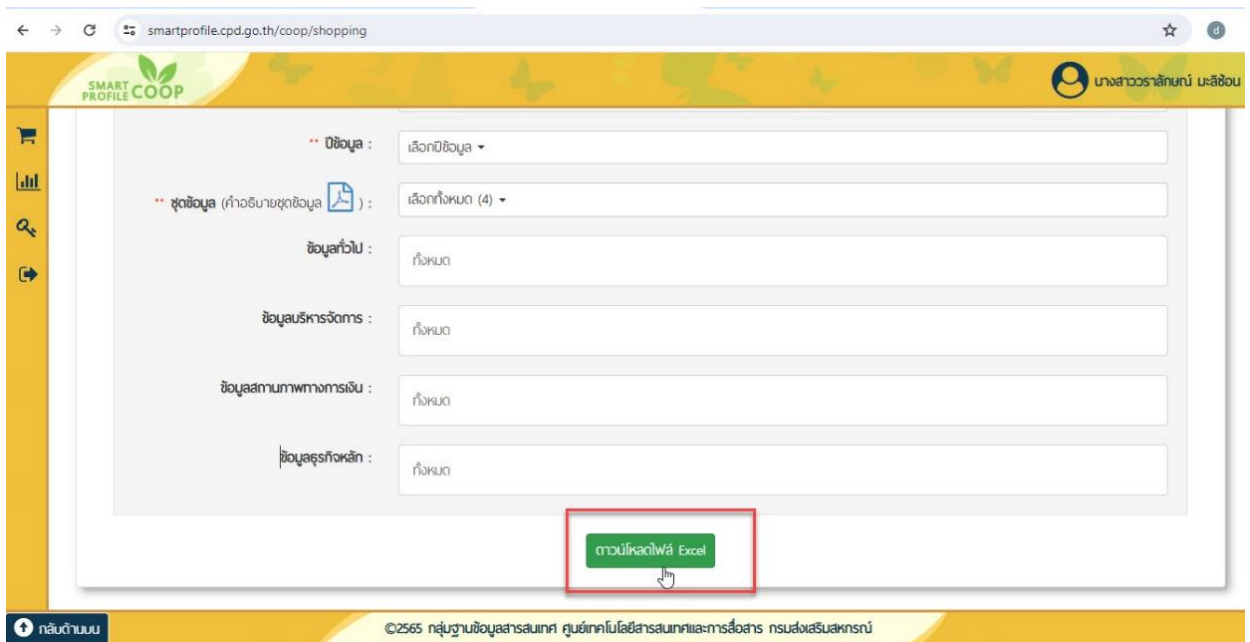 smartprofile.cpd.go.th/coop/shopping
d
SMART PROFILE COOP
นางสาววราลักษณ์ มะลิซ้อน
** ปีข้อมูล :
เลือกปีข้อมูล
** ชุดข้อมูล (คำอธิบายชุดข้อมูล ) :
เลือกทั้งหมด (4)
ข้อมูลทั่วไป :
ทั้งหมด
ข้อมูลบริหารจัดการ :
ทั้งหมด
ข้อมูลสถานภาพทางการเงิน :
ทั้งหมด
ข้อมูลธุรกิจหลัก :
ทั้งหมด
ดาวน์โหลดไฟล์ Excel
กลับด้านบน
©2565 กลุ่มฐานข้อมูลสารสนเทศ ศูนย์เทคโนโลยีสารสนเทศและการสื่อสาร กรมส่งเสริมสหกรณ์